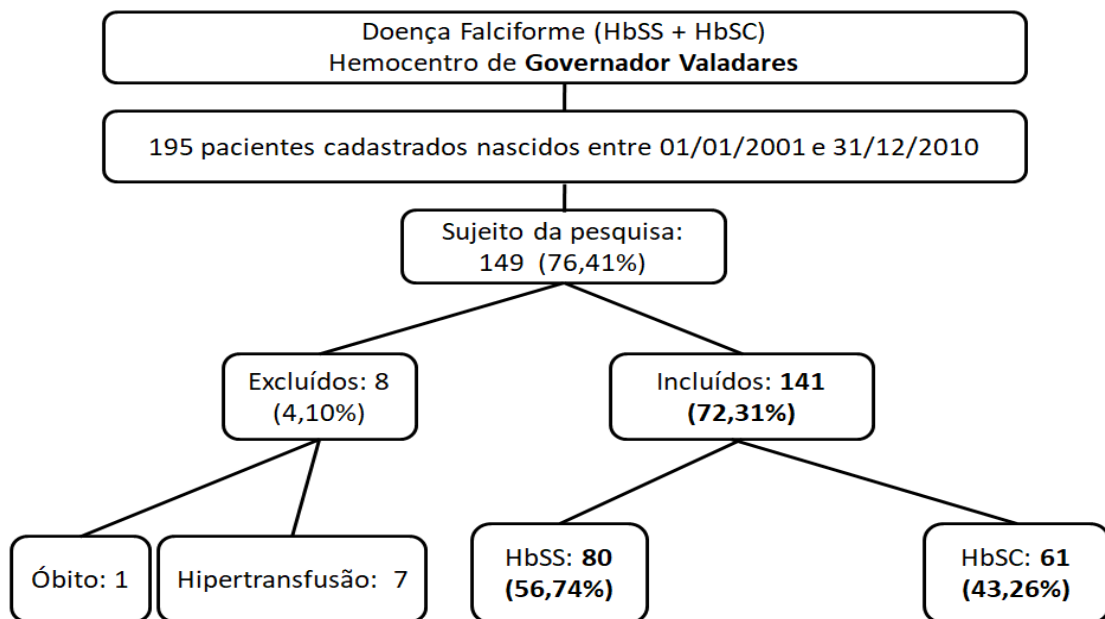 Doença Falciforme (HbSS + HbSC)
Hemocentro de Governador Valadares
195 pacientes cadastrados nascidos entre 01/01/2001 e 31/12/2010
Sujeito da pesquisa:
149 (76,41%)
Excluídos: 8
(4,10%)
Incluídos: 141
(72,31%)
Óbito: 1
Hipertransfusão: 7
HbSS: 80
(56,74%)
HbSC: 61
(43,26%)